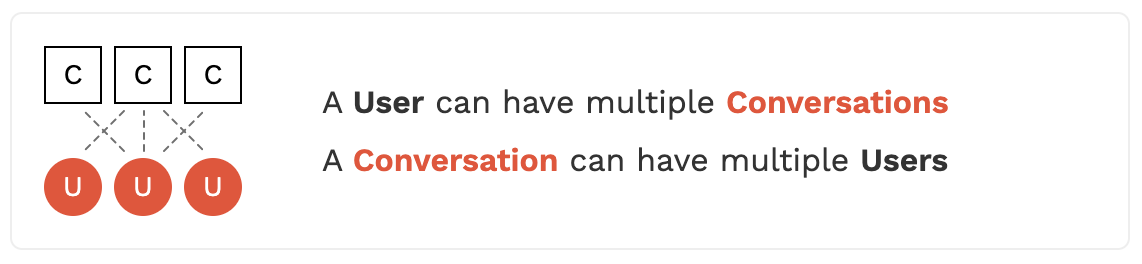 C C C
A User can have multiple Conversations
A Conversation can have multiple Users
U U U